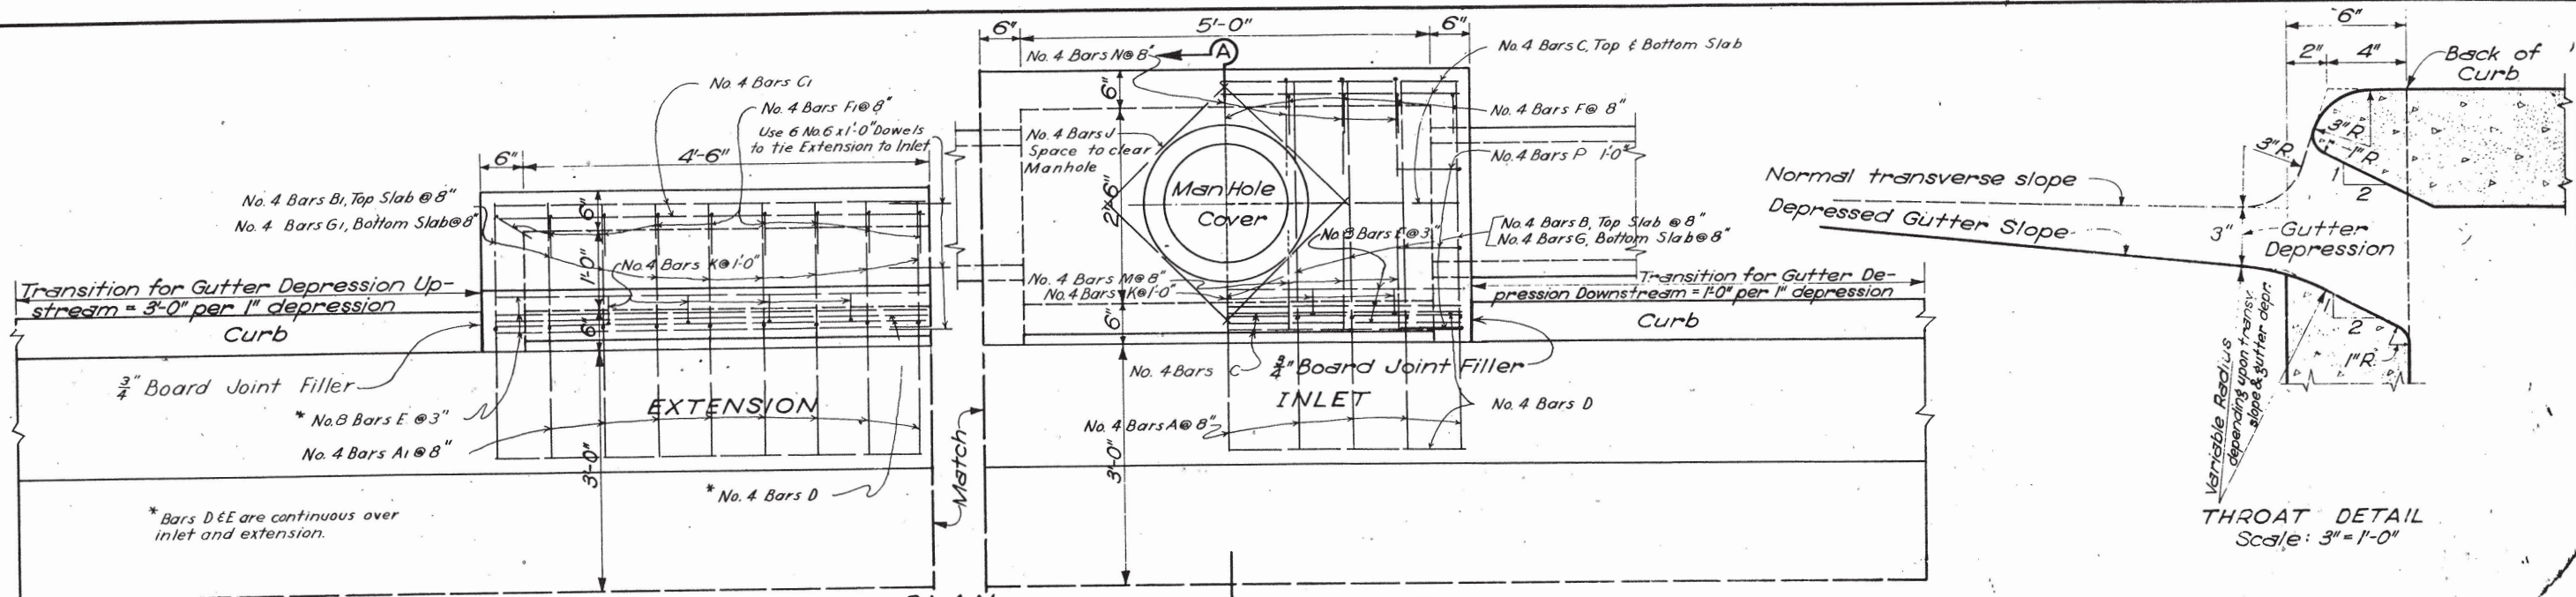 6" 5'-0" 6"
No. 4 Bars N@ 8"
A
No. 4 Bars C, Top & Bottom Slab
No. 4 Bars C1
No. 4 Bars F1@ 8"
Use 6 No.6 x 1'-0" Dowels
to tie Extension to Inlet
6" 4'-6"
No. 4 Bars B1, Top Slab @ 8"
No. 4 Bars G1, Bottom Slab@ 8"
6"
1'-0"
6"
No. 4 Bars K@ 1'-0"
Transition for Gutter Depression Up-
stream = 3'-0" per 1" depression
Curb
3/4" Board Joint Filler
* No.8 Bars E @ 3"
No. 4 Bars A1 @ 8"
EXTENSION
3'-0"
* No. 4 Bars D
* Bars D & E are continuous over
inlet and extension.
Match
6"
No. 4 Bars J
Space to clear
Manhole
2'-6"
ManHole
Cover
No. 4 Bars F@ 8"
No. 4 Bars P 1'-0"
No. 4 Bars B, Top Slab @ 8"
No. 4 Bars G, Bottom Slab@ 8"
No. 8 Bars E@ 3"
No. 4 Bars M@ 8"
No. 4 Bars K@ 1'-0"
6"
Transition for Gutter De-
pression Downstream = 1'-0" per 1" depression
Curb
No. 4 Bars C
3/4" Board Joint Filler
INLET
No. 4 Bars D
No. 4 Bars A@ 8"
3'-0"
6"
2" 4"
Back of
Curb
3"R.
3"R.
1"R.
1
2
Normal transverse slope
Depressed Gutter Slope
3"
Gutter
Depression
1
2
1"R.
Variable Radius
depending upon transv.
slope & gutter depr.
THROAT DETAIL
Scale: 3" = 1'-0"